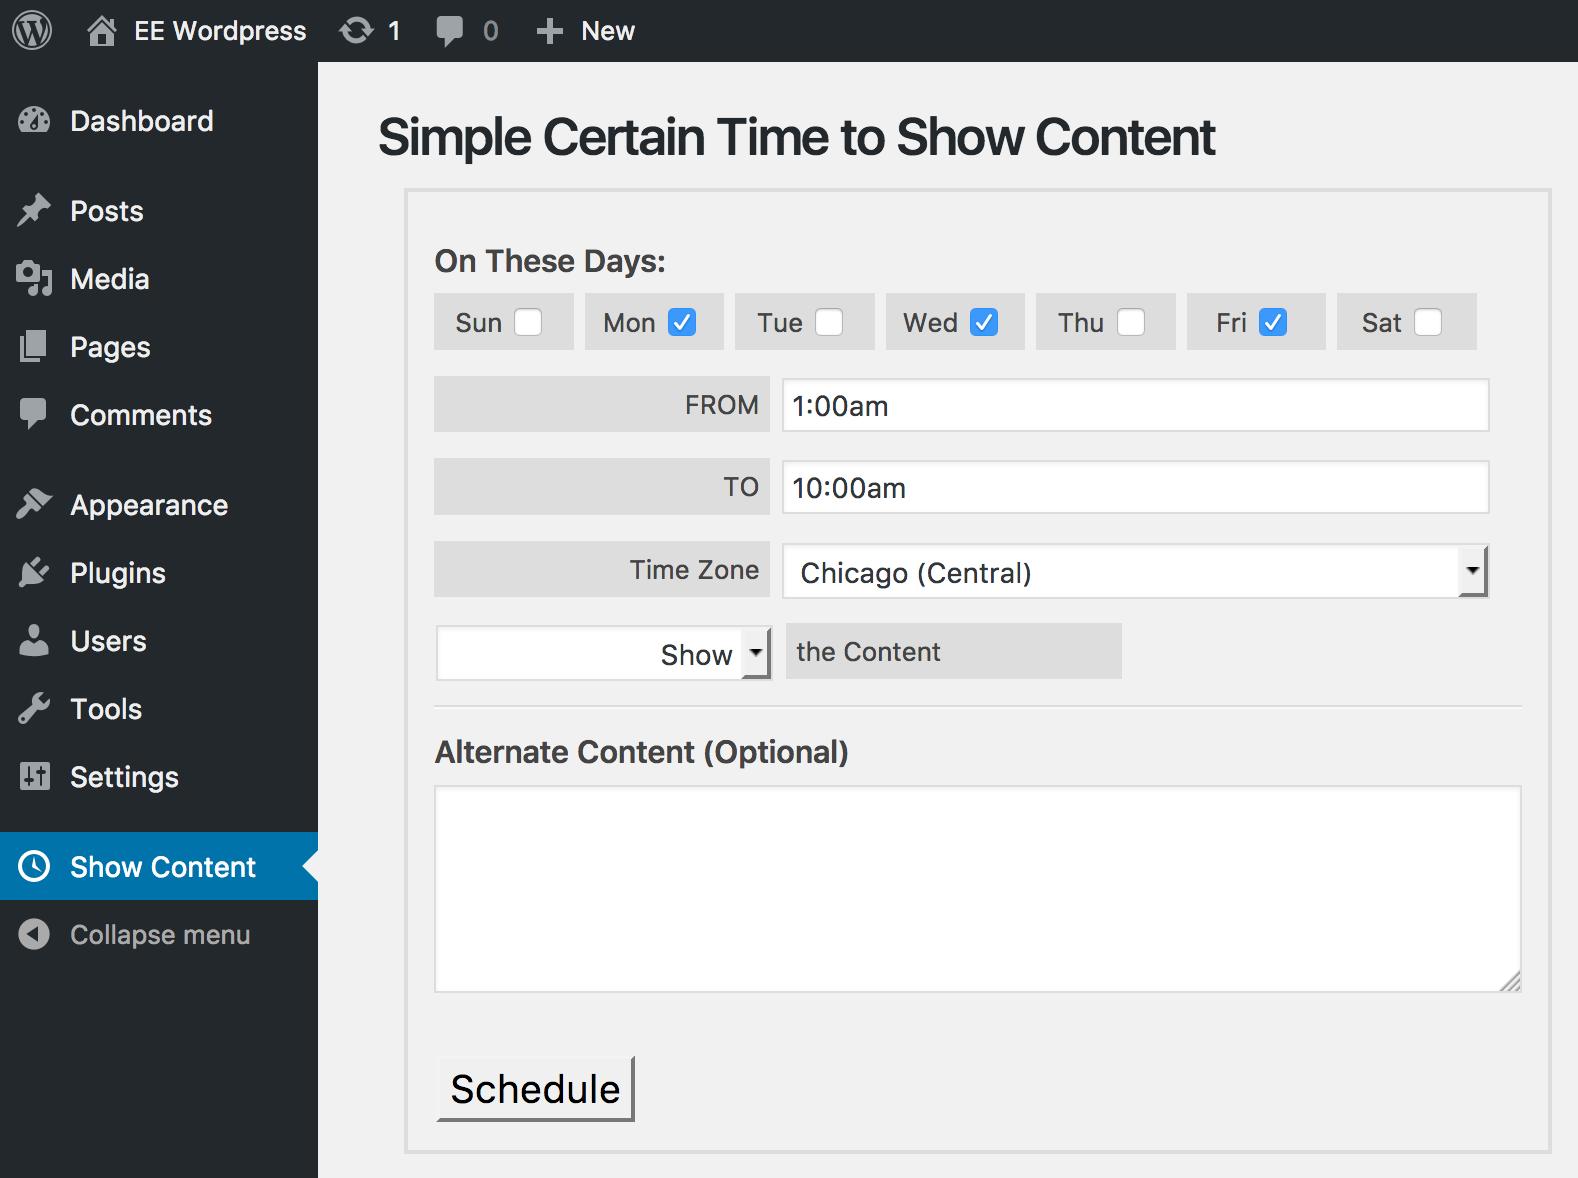 EE Wordpress 1 0 New
Dashboard
Posts
Media
Pages
Comments
Appearance
Plugins
Users
Tools
Settings
Show Content
Collapse menu
Simple Certain Time to Show Content
On These Days:
Sun Mon Tue Wed Thu Fri Sat
FROM 1:00am
TO 10:00am
Time Zone Chicago (Central)
Show the Content
Alternate Content (Optional)
Schedule